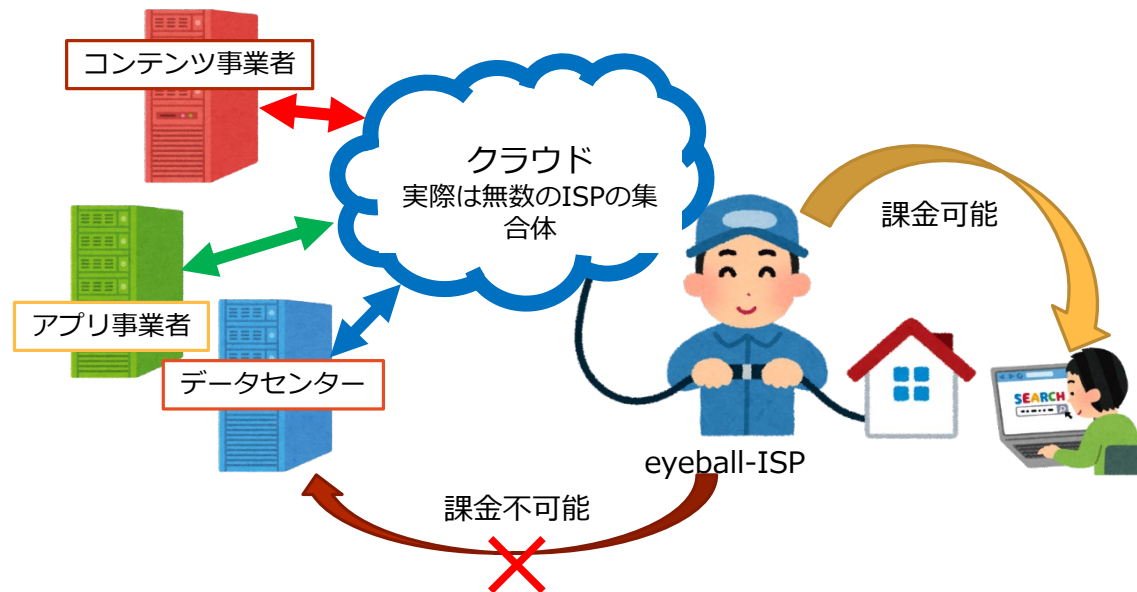 コンテンツ事業者
クラウド
実際は無数のISPの集
合体
課金可能
アプリ事業者
データセンター
SEARCH
eyeball-ISP
課金不可能